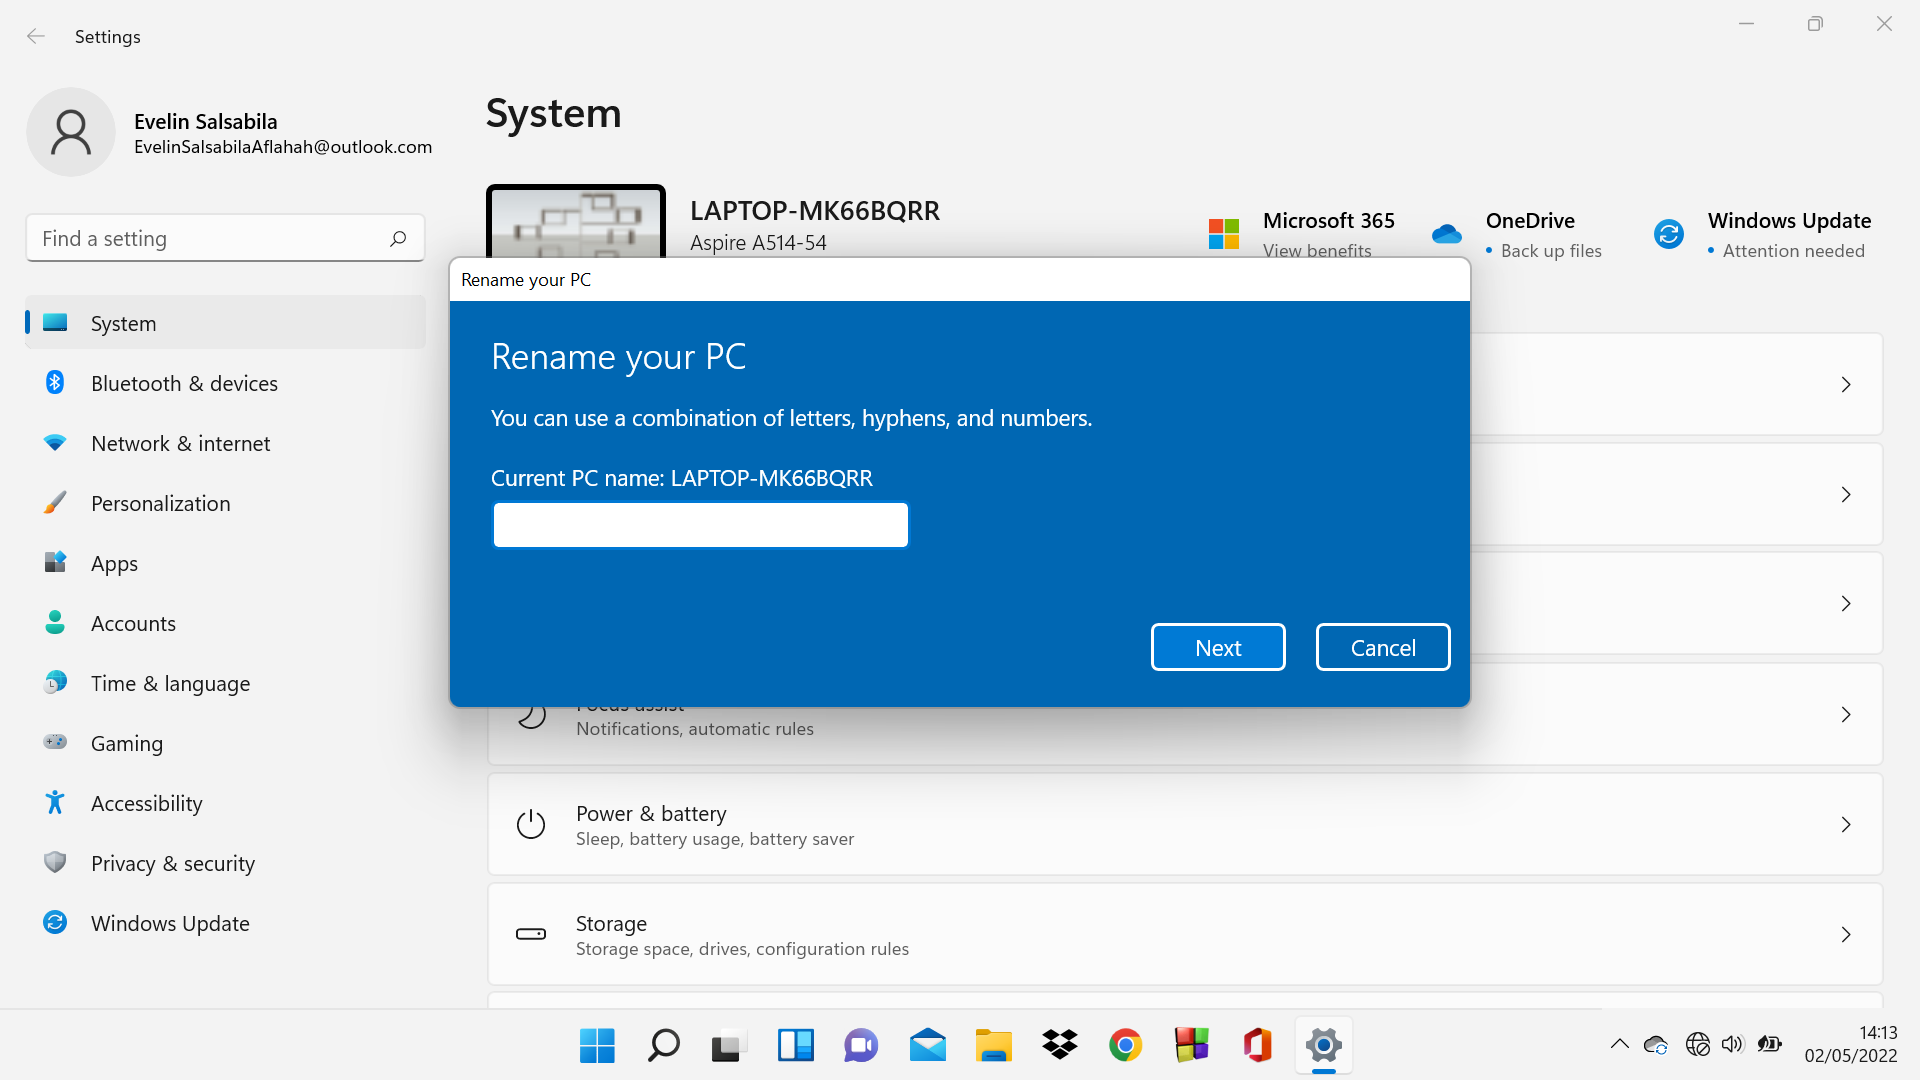 Settings
Evelin Salsabila
EvelinSalsabilaAflahah@outlook.com
Find a setting
System
Bluetooth & devices
Network & internet
Personalization
Apps
Accounts
Time & language
Gaming
Accessibility
Privacy & security
Windows Update
System
LAPTOP-MK66BQRR
Aspire A514-54
Microsoft 365
View benefits
OneDrive
• Back up files
Windows Update
• Attention needed
Rename your PC
Rename your PC
You can use a combination of letters, hyphens, and numbers.
Current PC name: LAPTOP-MK66BQRR
Next
Cancel
Focus assist
Notifications, automatic rules
Power & battery
Sleep, battery usage, battery saver
Storage
Storage space, drives, configuration rules
14:13
02/05/2022